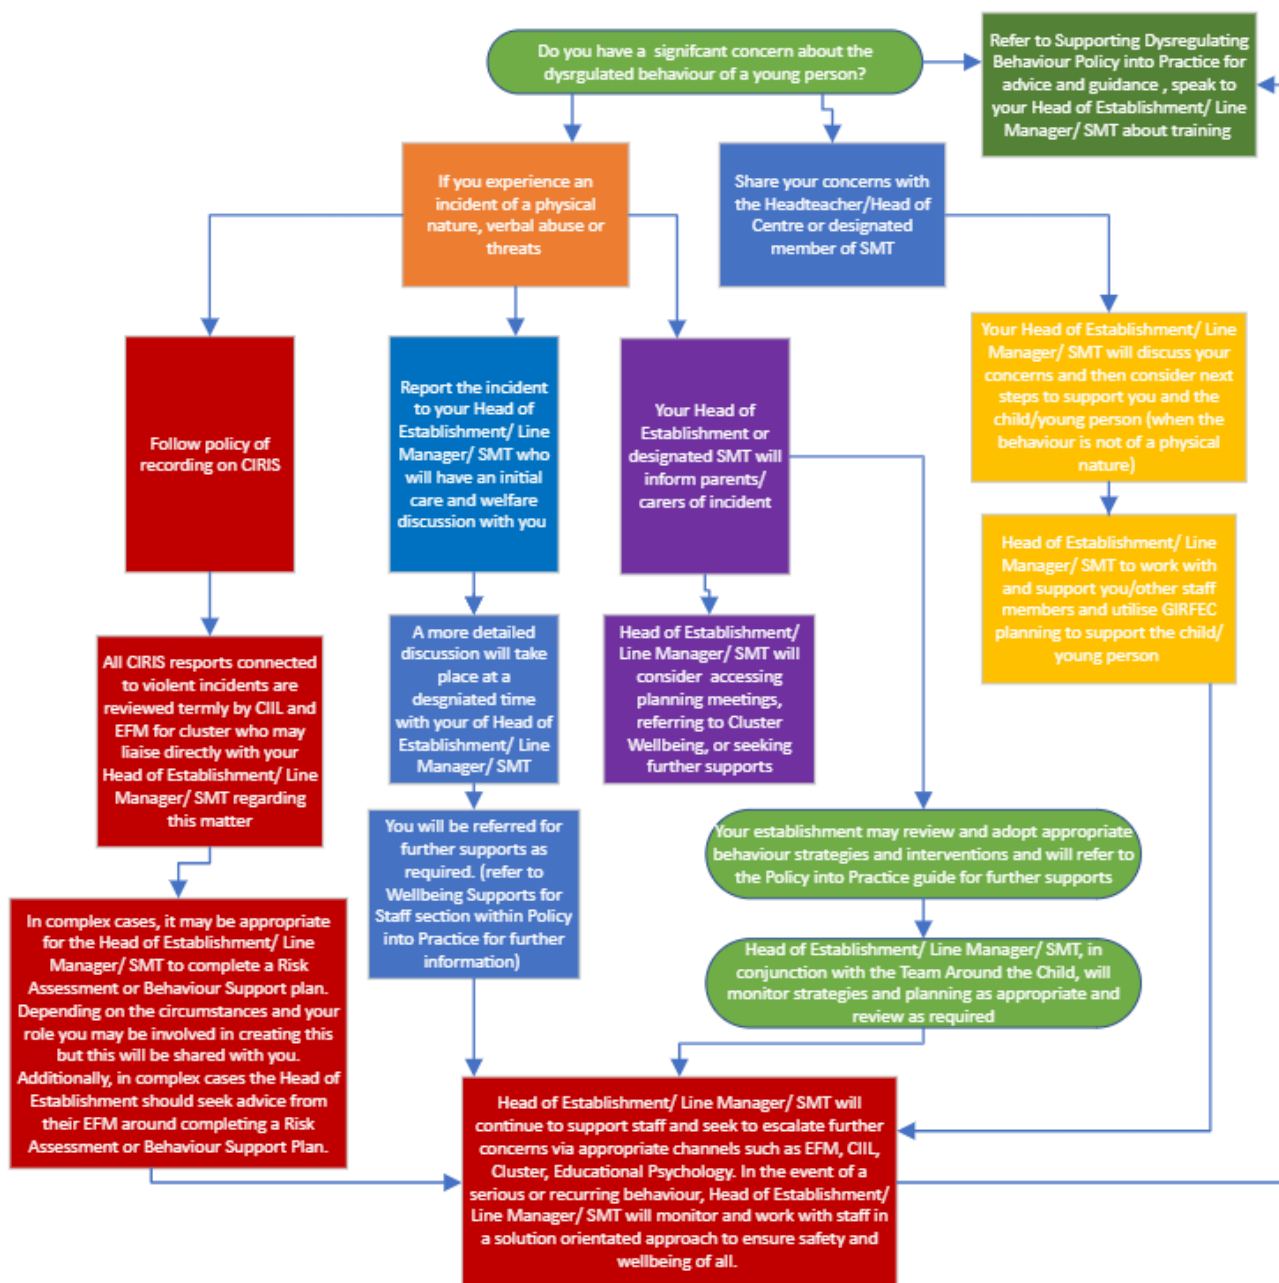 Do you have a  signifcant concern about the
dysrgulated behaviour of a young person?
Refer to Supporting Dysregulating
Behaviour Policy into Practice for
advice and guidance , speak to
your Head of Establishment/ Line
Manager/ SMT about training
If you experience an
incident of a physical
nature, verbal abuse or
threats
Share your concerns with
the Headteacher/Head of
Centre or designated
member of SMT
Follow policy of
recording on CIRIS
Report the incident
to your Head of
Establishment/ Line
Manager/ SMT who
will have an initial
care and welfare
discussion with you
Your Head of
Establishment or
designated SMT will
inform parents/
carers of incident
Your Head of Establishment/ Line
Manager/ SMT will discuss your
concerns and then consider next
steps to support you and the
child/young person (when the
behaviour is not of a physical
nature)
Head of Establishment/ Line
Manager/ SMT to work with
and support you/other staff
members and utilise GIRFEC
planning to support the child/
young person
All CIRIS resports connected
to violent incidents are
reviewed termly by CIIL and
EFM for cluster who may
liaise directly with your
Head of Establishment/ Line
Manager/ SMT regarding
this matter
A more detailed
discussion will take
place at a
desgniated time
with your of Head of
Establishment/ Line
Manager/ SMT
Head of Establishment/
Line Manager/ SMT will
consider  accessing
planning meetings,
referring to Cluster
Wellbeing, or seeking
further supports
You will be referred for
further supports as
required. (refer to
Wellbeing Supports for
Staff section within Policy
into Practice for further
information)
Your establishment may review and adopt appropriate
behaviour strategies and interventions and will refer to
the Policy into Practice guide for further supports
Head of Establishment/ Line Manager/ SMT, in
conjunction with the Team Around the Child, will
monitor strategies and planning as appropriate and
review as required
In complex cases, it may be appropriate
for the Head of Establishment/ Line
Manager/ SMT to complete a Risk
Assessment or Behaviour Support plan.
Depending on the circumstances and your
role you may be involved in creating this
but this will be shared with you.
Additionally, in complex cases the Head of
Establishment should seek advice from
their EFM around completing a Risk
Assessment or Behaviour Support Plan.
Head of Establishment/ Line Manager/ SMT will
continue to support staff and seek to escalate further
concerns via appropriate channels such as EFM, CIIL,
Cluster, Educational Psychology. In the event of a
serious or recurring behaviour, Head of Establishment/
Line Manager/ SMT will monitor and work with staff in
a solution orientated approach to ensure safety and
wellbeing of all.